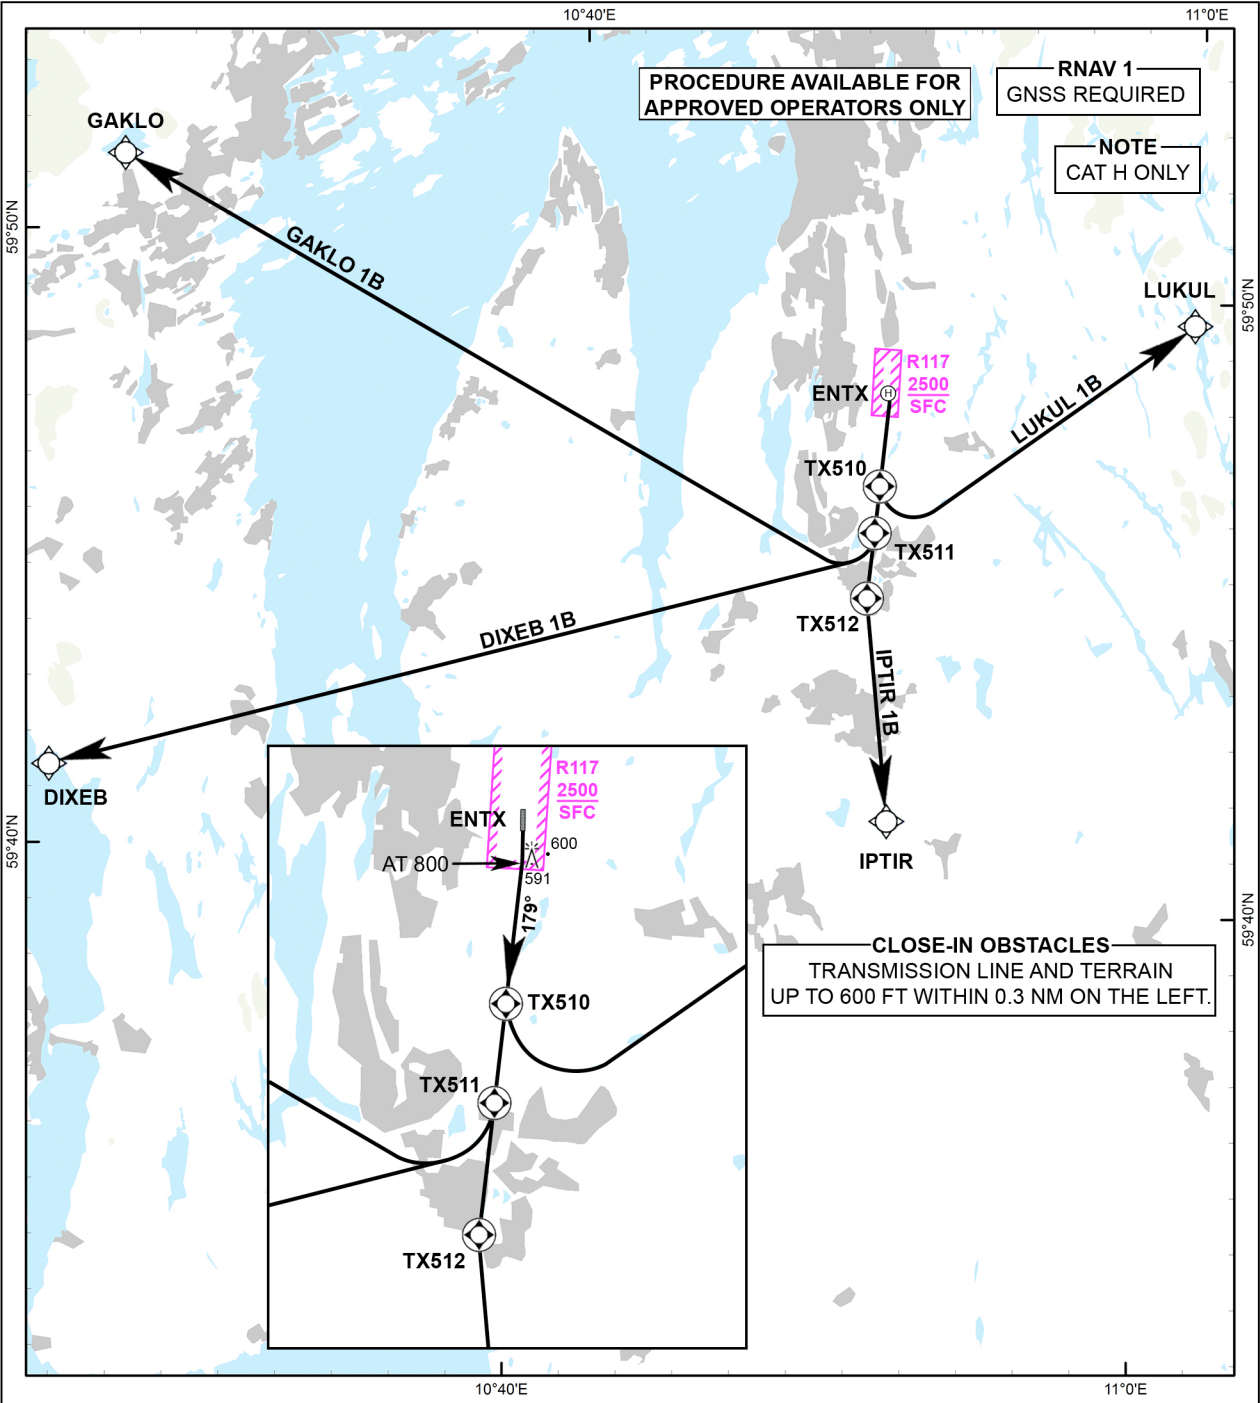 10°40'E
11°0'E
PROCEDURE AVAILABLE FOR
APPROVED OPERATORS ONLY
RNAV 1
GNSS REQUIRED
NOTE
CAT H ONLY
GAKLO
59°50'N
GAKLO 1B
LUKUL
59°50'N
R117
2500
SFC
ENTX
H
LUKUL 1B
TX510
TX511
TX512
DIXEB 1B
IPTIR 1B
DIXEB
IPTIR
59°40'N
59°40'N
R117
2500
SFC
ENTX
600
AT 800
591
179°
TX510
TX511
TX512
CLOSE-IN OBSTACLES
TRANSMISSION LINE AND TERRAIN
UP TO 600 FT WITHIN 0.3 NM ON THE LEFT.
10°40'E
11°0'E